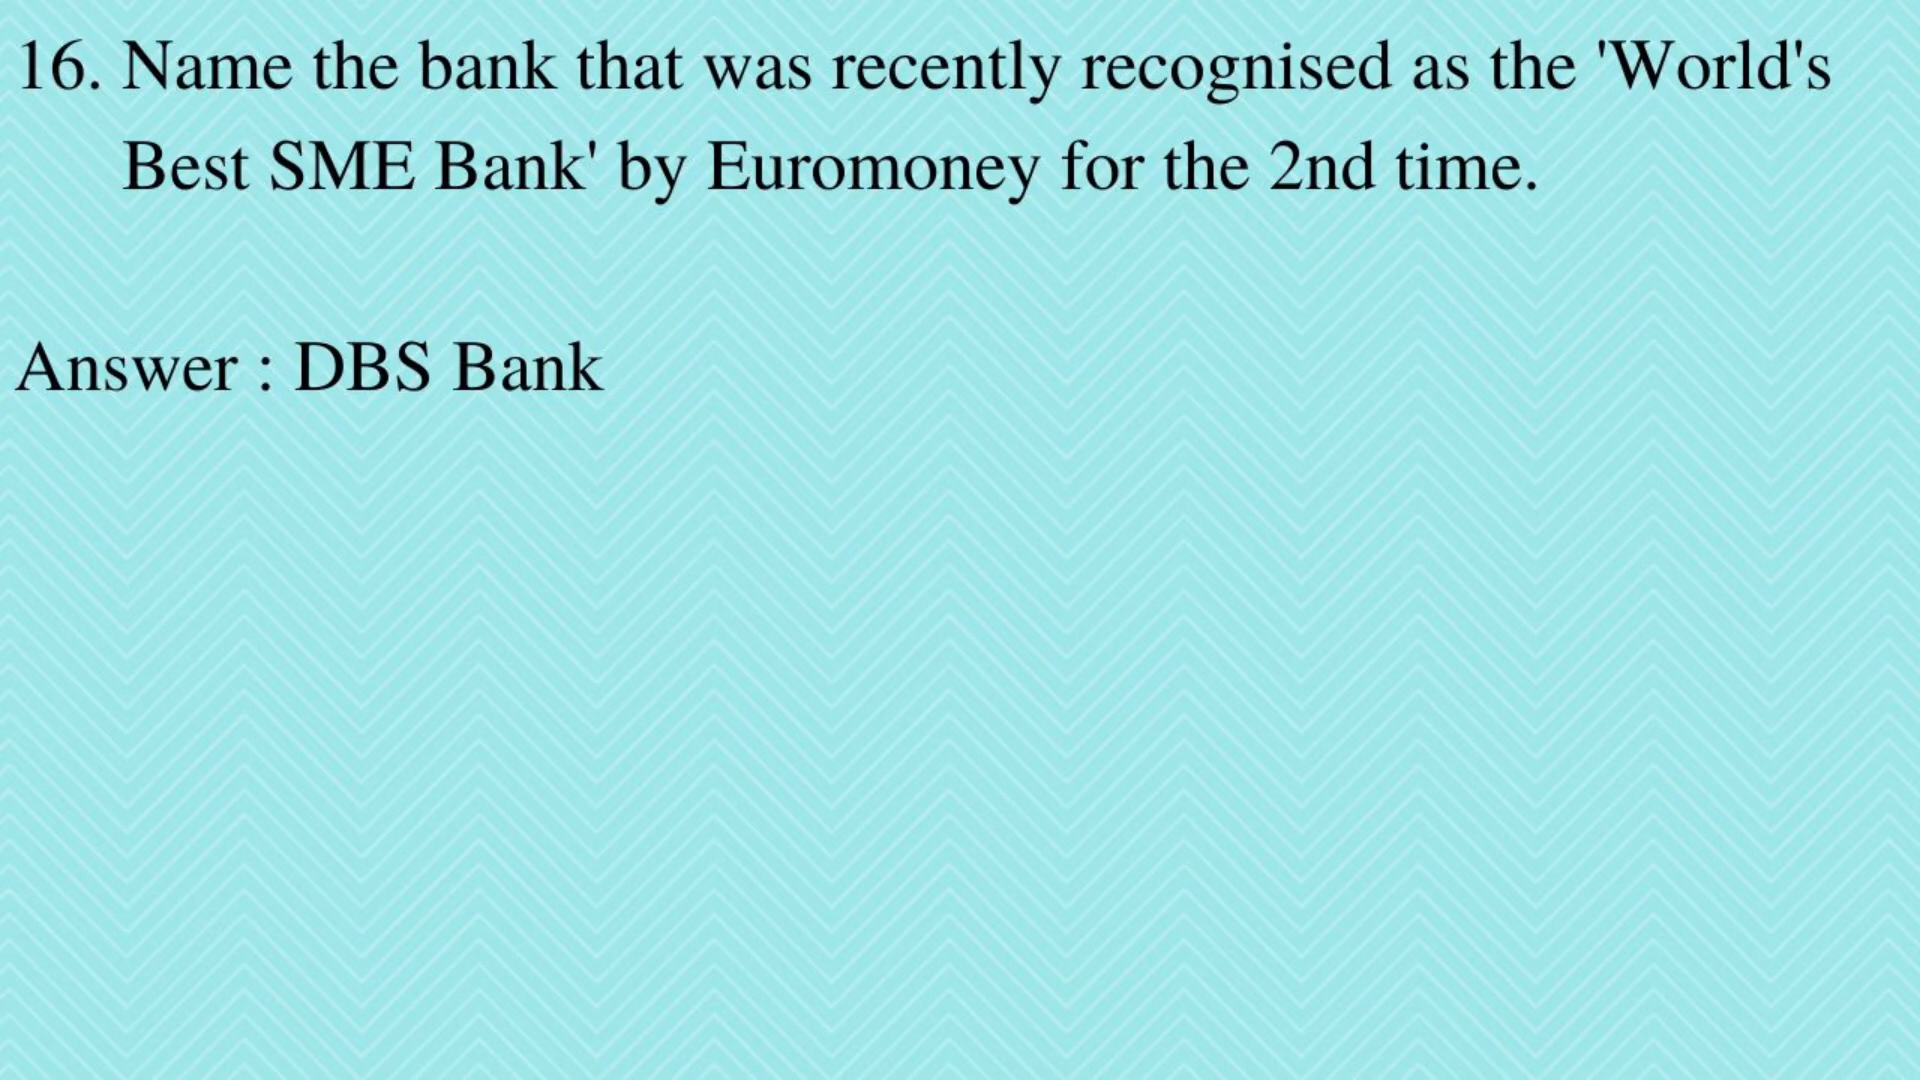 16. Name the bank that was recently recognised as the 'World's
Best SME Bank' by Euromoney for the 2nd time.
Answer : DBS Bank